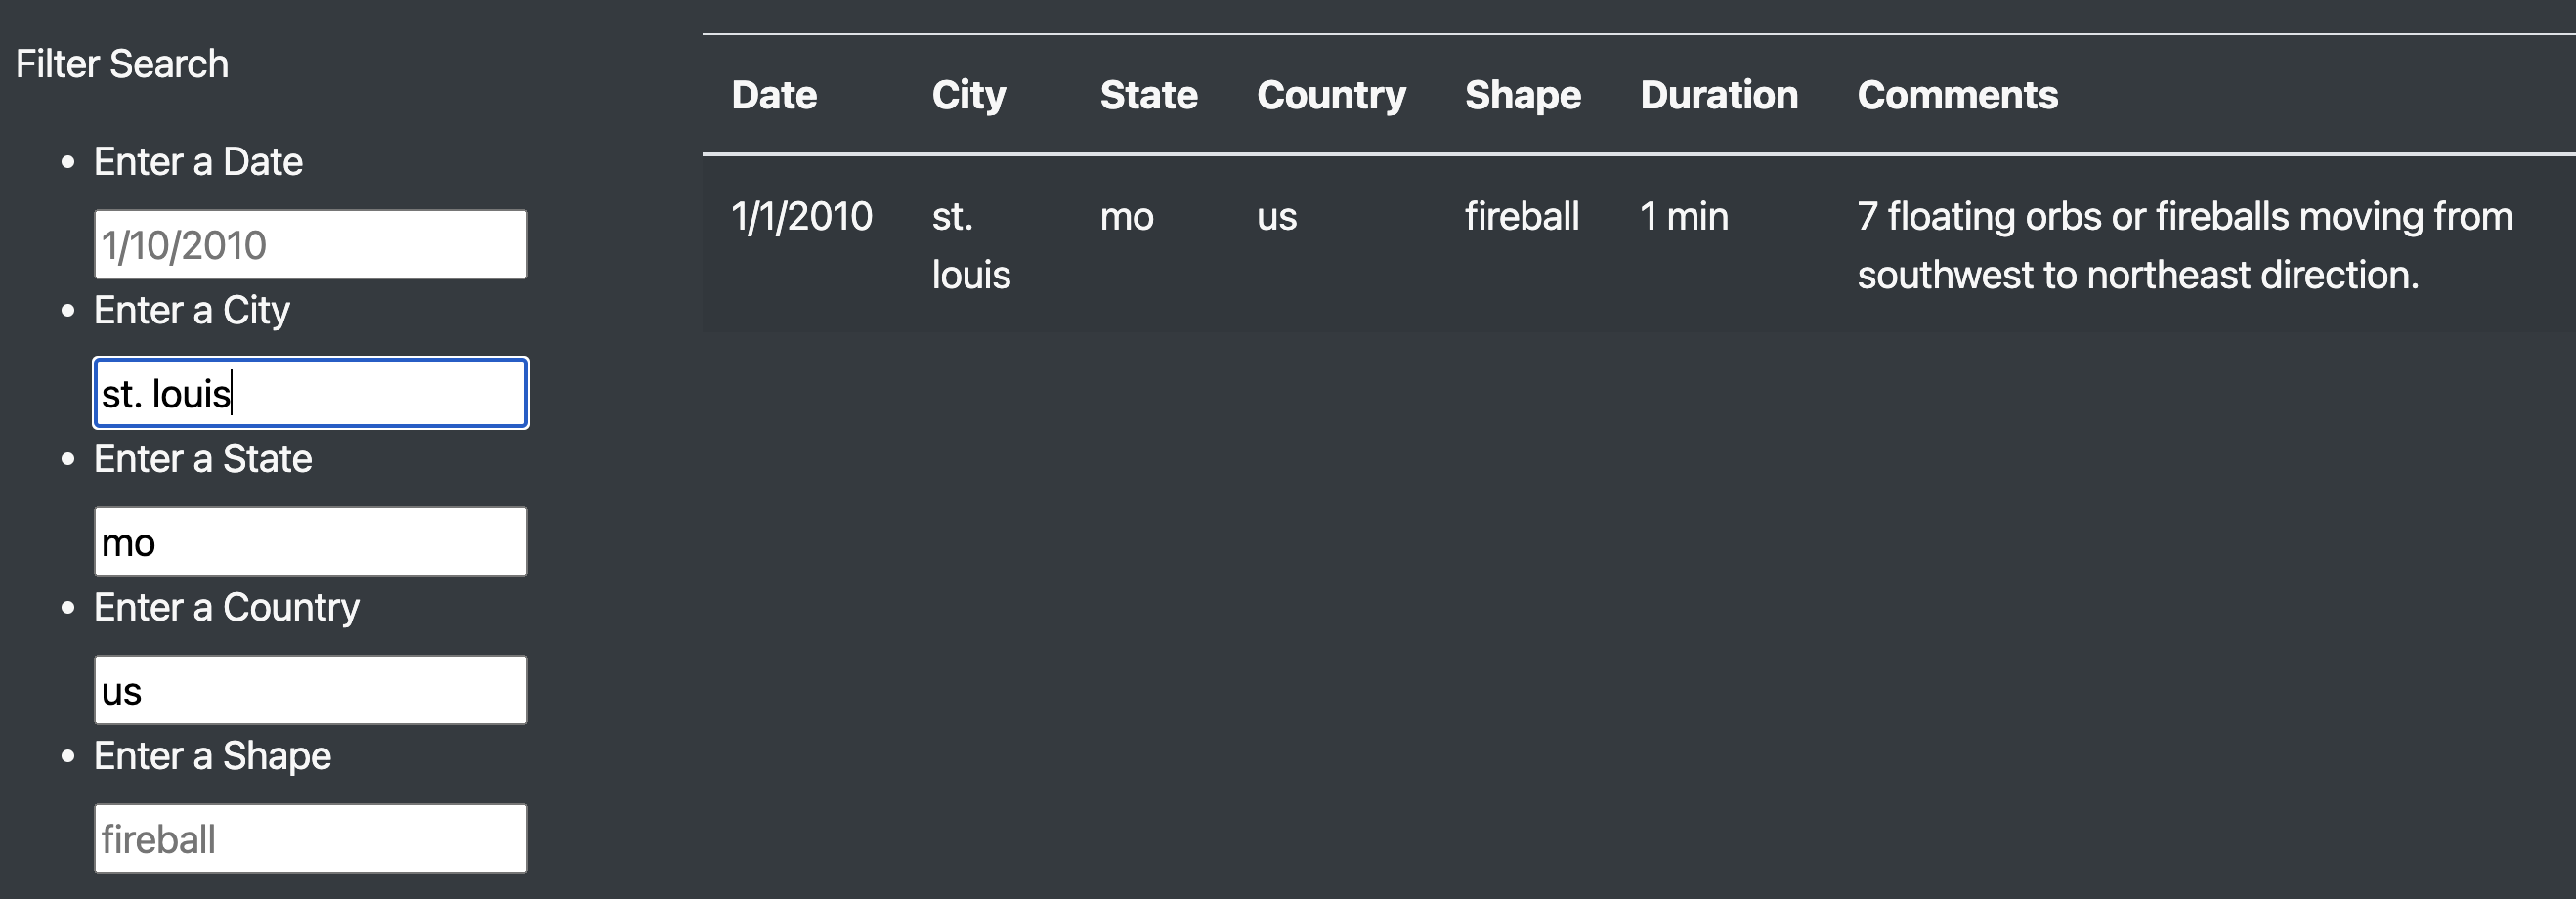 Filter Search
Enter a Date
1/10/2010
Enter a City
st. louis
Enter a State
mo
Enter a Country
us
Enter a Shape
fireball
Date City State Country Shape Duration Comments
1/1/2010 st. mo us fireball 1 min 7 floating orbs or fireballs moving from
louis southwest to northeast direction.